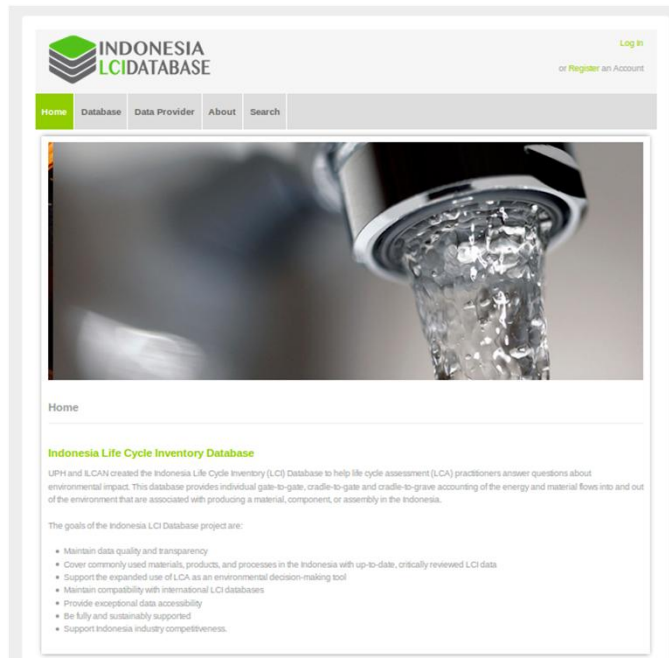 INDONESIA
LCIDATABASE
Log In
or Register an Account
Home Database Data Provider About Search
Home
Indonesia Life Cycle Inventory Database
UPH and ILCAN created the Indonesia Life Cycle Inventory (LCI) Database to help life cycle assessment (LCA) practitioners answer questions about
environmental impact. This database provides individual gate-to-gate, cradle-to-gate and cradle-to-grave accounting of the energy and material flows into and out
of the environment that are associated with producing a material, component, or assembly in the Indonesia.
The goals of the Indonesia LCI Database project are:
Maintain data quality and transparency
Cover commonly used materials, products, and processes in the Indonesia with up-to-date, critically reviewed LCI data
Support the expanded use of LCA as an environmental decision-making tool
Maintain compatibility with international LCI databases
Provide exceptional data accessibility
Be fully and sustainably supported
Support Indonesia industry competitiveness.